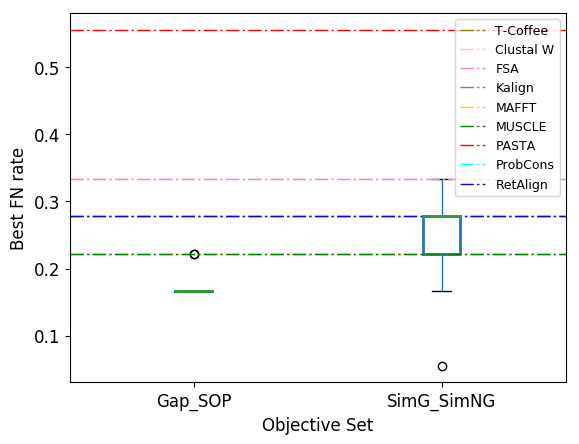 T-Coffee
Clustal W
FSA
Kalign
MAFFT
MUSCLE
PASTA
ProbCons
RetAlign
0.5
0.4
0.3
0.2
0.1
Best FN rate
Gap_SOP SimG_SimNG
Objective Set